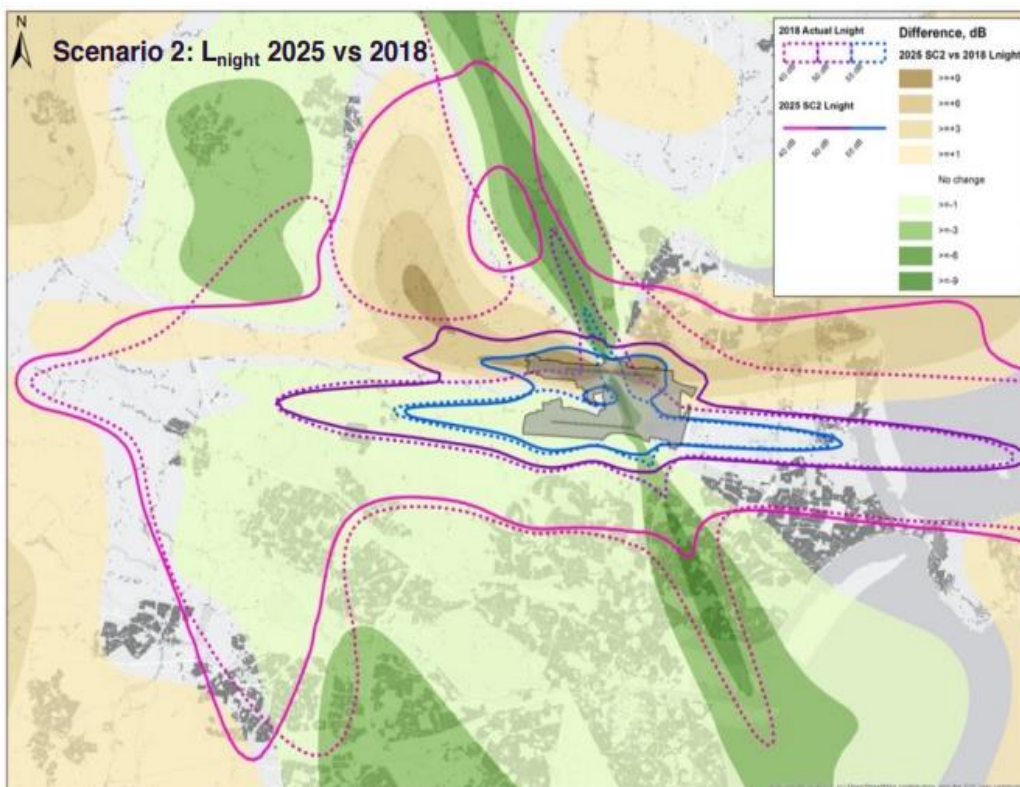 N
Scenario 2: Lnight 2025 vs 2018
2018 Actual Lnight
40 dB
50 dB
55 dB
2025 SC2 Lnight
40 dB
50 dB
55 dB
Difference, dB
2025 SC2 vs 2018 Lnight
>=+9
>=+6
>=+3
>=+1
No change
>=-1
>=-3
>=-6
>=-9